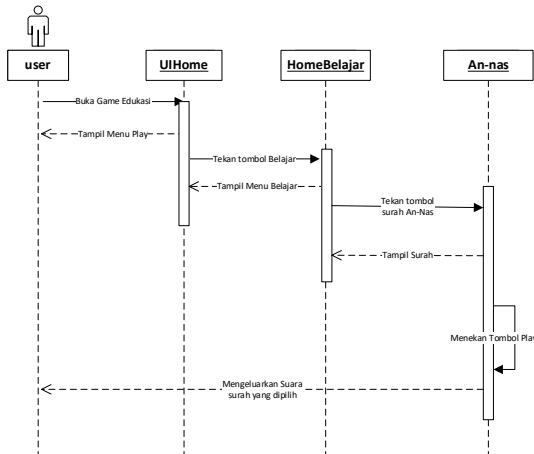 user
UIHome
HomeBelajar
An-nas
Buka Game Edukasi
Tampil Menu Play
Tekan tombol Belajar
Tampil Menu Belajar
Tekan tombol
surah An-Nas
Tampil Surah
Menekan Tombol Play
Mengeluarkan Suara
surah yang dipilih